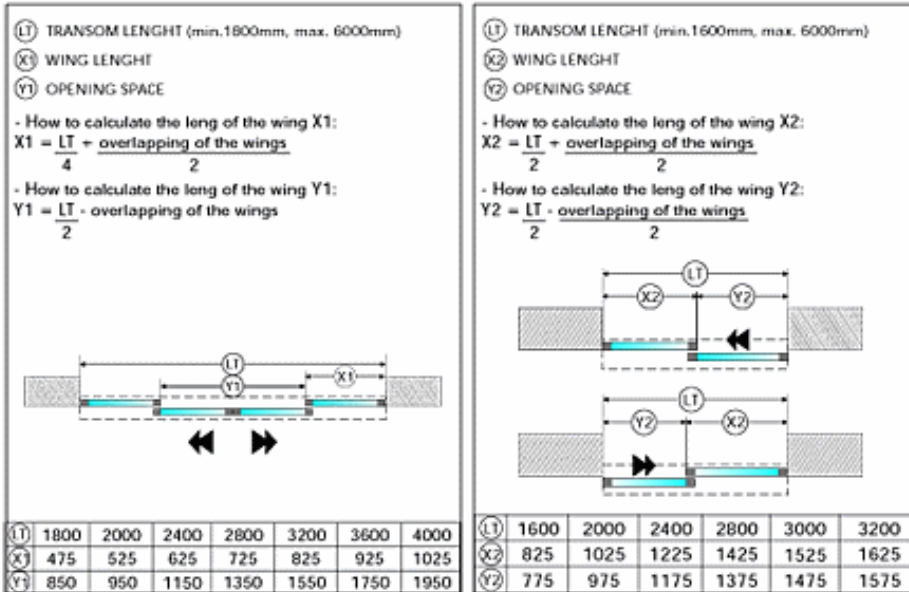 LT TRANSOM LENGHT (min.1800mm, max. 6000mm)
X1 WING LENGHT
Y1 OPENING SPACE
- How to calculate the leng of the wing X1:
X1 = LT + overlapping of the wings
4 2
- How to calculate the leng of the wing Y1:
Y1 = LT - overlapping of the wings
2
LT
Y1 X1
LT 1800 2000 2400 2800 3200 3600 4000
X1 475 525 625 725 825 925 1025
Y1 850 950 1150 1350 1550 1750 1950
LT TRANSOM LENGHT (min.1600mm, max. 6000mm)
X2 WING LENGHT
Y2 OPENING SPACE
- How to calculate the leng of the wing X2:
X2 = LT + overlapping of the wings
2 2
- How to calculate the leng of the wing Y2:
Y2 = LT - overlapping of the wings
2 2
LT
X2 Y2
LT
Y2 X2
LT 1600 2000 2400 2800 3000 3200
X2 825 1025 1225 1425 1525 1625
Y2 775 975 1175 1375 1475 1575